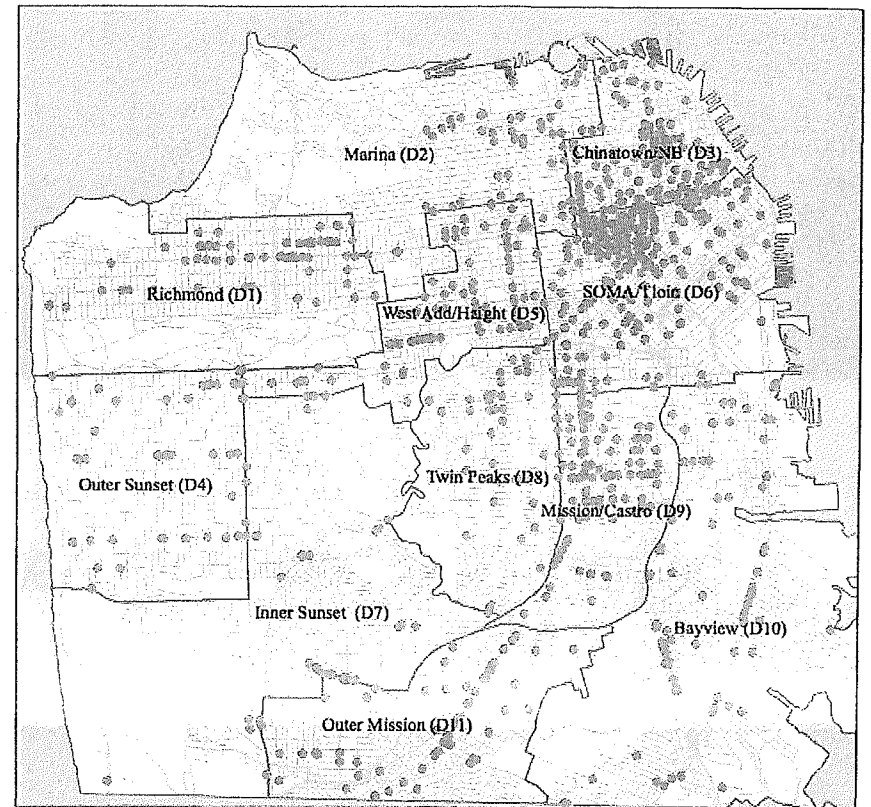 Marina (D2)
Chinatown/NB (D3)
Richmond (D1)
West Add/Haight (D5)
SOMA/Tloin (D6)
Outer Sunset (D4)
Twin Peaks (D8)
Mission/Castro (D9)
Inner Sunset (D7)
Bayview (D10)
Outer Mission (D11)